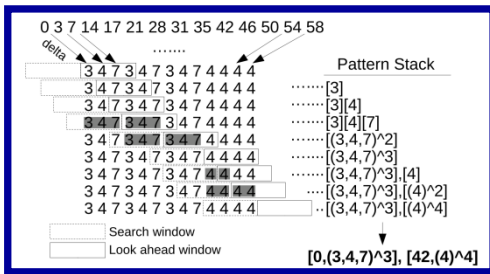 0 3 7 14 17 21 28 31 35 42 46 50 54 58
delta
.......
Pattern Stack
3 4 7 3 4 7 3 4 7 4 4 4 4
3 4 7 3 4 7 3 4 7 4 4 4 4 .......[3]
3 4 7 3 4 7 3 4 7 4 4 4 4 .......[3][4]
3 4 7 3 4 7 3 4 7 4 4 4 4 .......[3][4][7]
3 4 7 3 4 7 3 4 7 4 4 4 4 .......[(3,4,7)^2]
3 4 7 3 4 7 3 4 7 4 4 4 4 .......[(3,4,7)^3]
3 4 7 3 4 7 3 4 7 4 4 4 4 .......[(3,4,7)^3],[4]
3 4 7 3 4 7 3 4 7 4 4 4 4 ....[(3,4,7)^3],[(4)^2]
3 4 7 3 4 7 3 4 7 4 4 4 4 ..[(3,4,7)^3],[(4)^4]
Search window
Look ahead window
[0,(3,4,7)^3], [42,(4)^4]